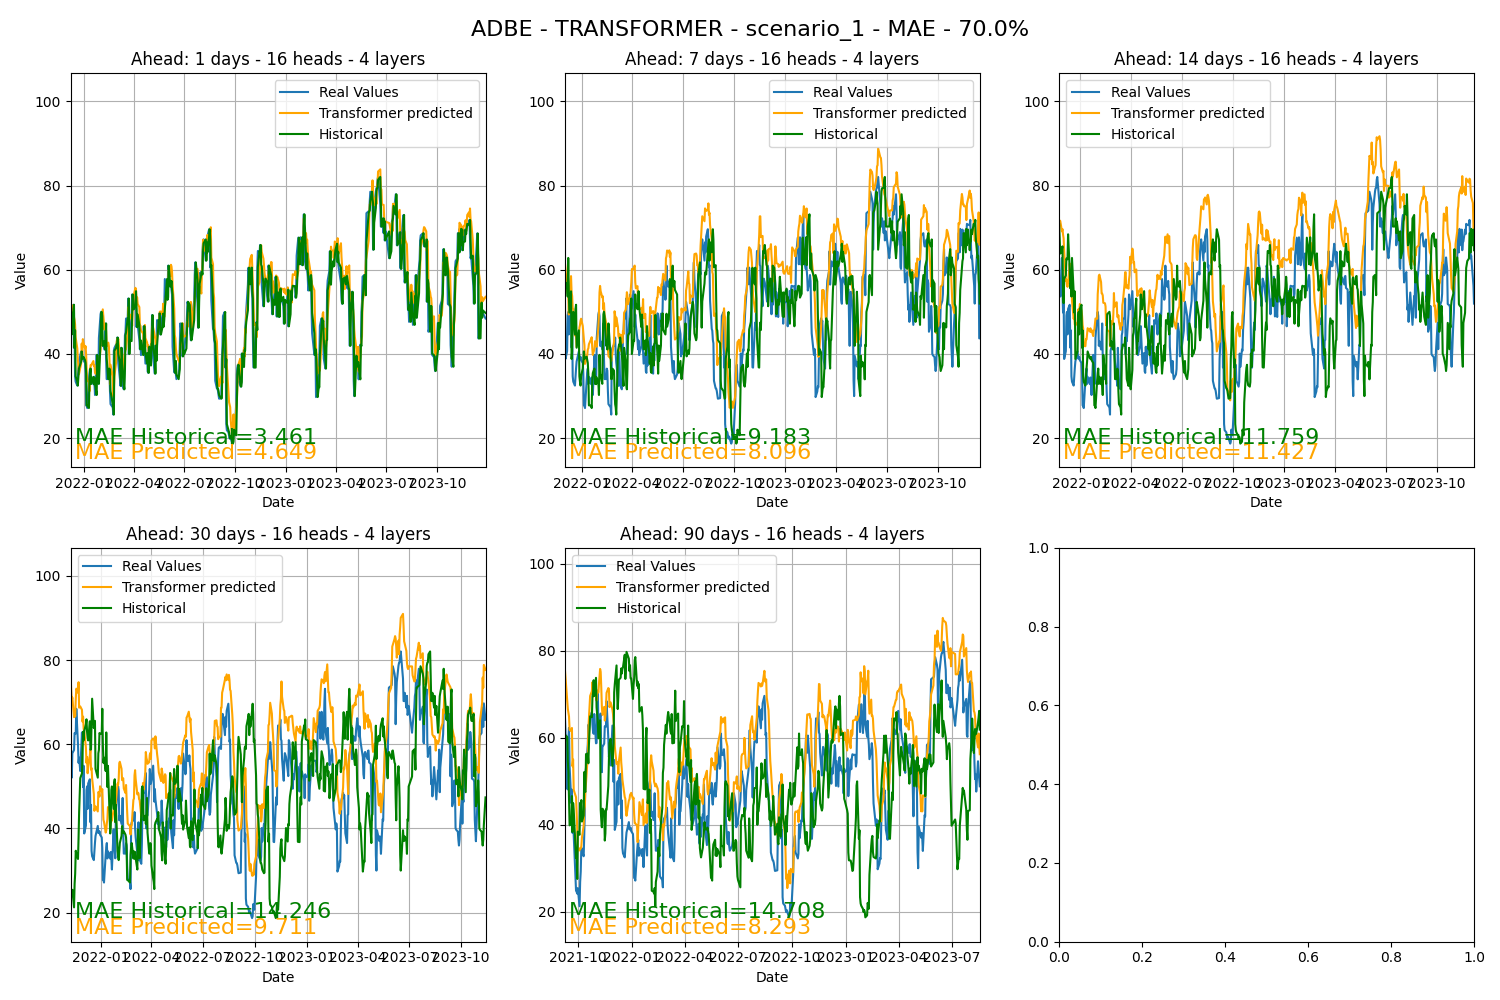 ADBE - TRANSFORMER - scenario_1 - MAE - 70.0%
Ahead: 1 days - 16 heads - 4 layers
Real Values
Transformer predicted
Historical
100
80
60
40
20
Value
MAE Historical=3.461
MAE Predicted=4.649
2022-01
2022-04
2022-07
2022-10
2023-01
2023-04
2023-07
2023-10
Date
Ahead: 7 days - 16 heads - 4 layers
Real Values
Transformer predicted
Historical
100
80
60
40
20
Value
MAE Historical=9.183
MAE Predicted=8.096
2022-01
2022-04
2022-07
2022-10
2023-01
2023-04
2023-07
2023-10
Date
Ahead: 14 days - 16 heads - 4 layers
Real Values
Transformer predicted
Historical
100
80
60
40
20
Value
MAE Historical=11.759
MAE Predicted=11.427
2022-01
2022-04
2022-07
2022-10
2023-01
2023-04
2023-07
2023-10
Date
Ahead: 30 days - 16 heads - 4 layers
Real Values
Transformer predicted
Historical
100
80
60
40
20
Value
MAE Historical=14.246
MAE Predicted=9.711
2022-01
2022-04
2022-07
2022-10
2023-01
2023-04
2023-07
2023-10
Date
Ahead: 90 days - 16 heads - 4 layers
Real Values
Transformer predicted
Historical
100
80
60
40
20
Value
MAE Historical=14.708
MAE Predicted=8.293
2021-10
2022-01
2022-04
2022-07
2022-10
2023-01
2023-04
2023-07
Date
1.0
0.8
0.6
0.4
0.2
0.0
0.0
0.2
0.4
0.6
0.8
1.0